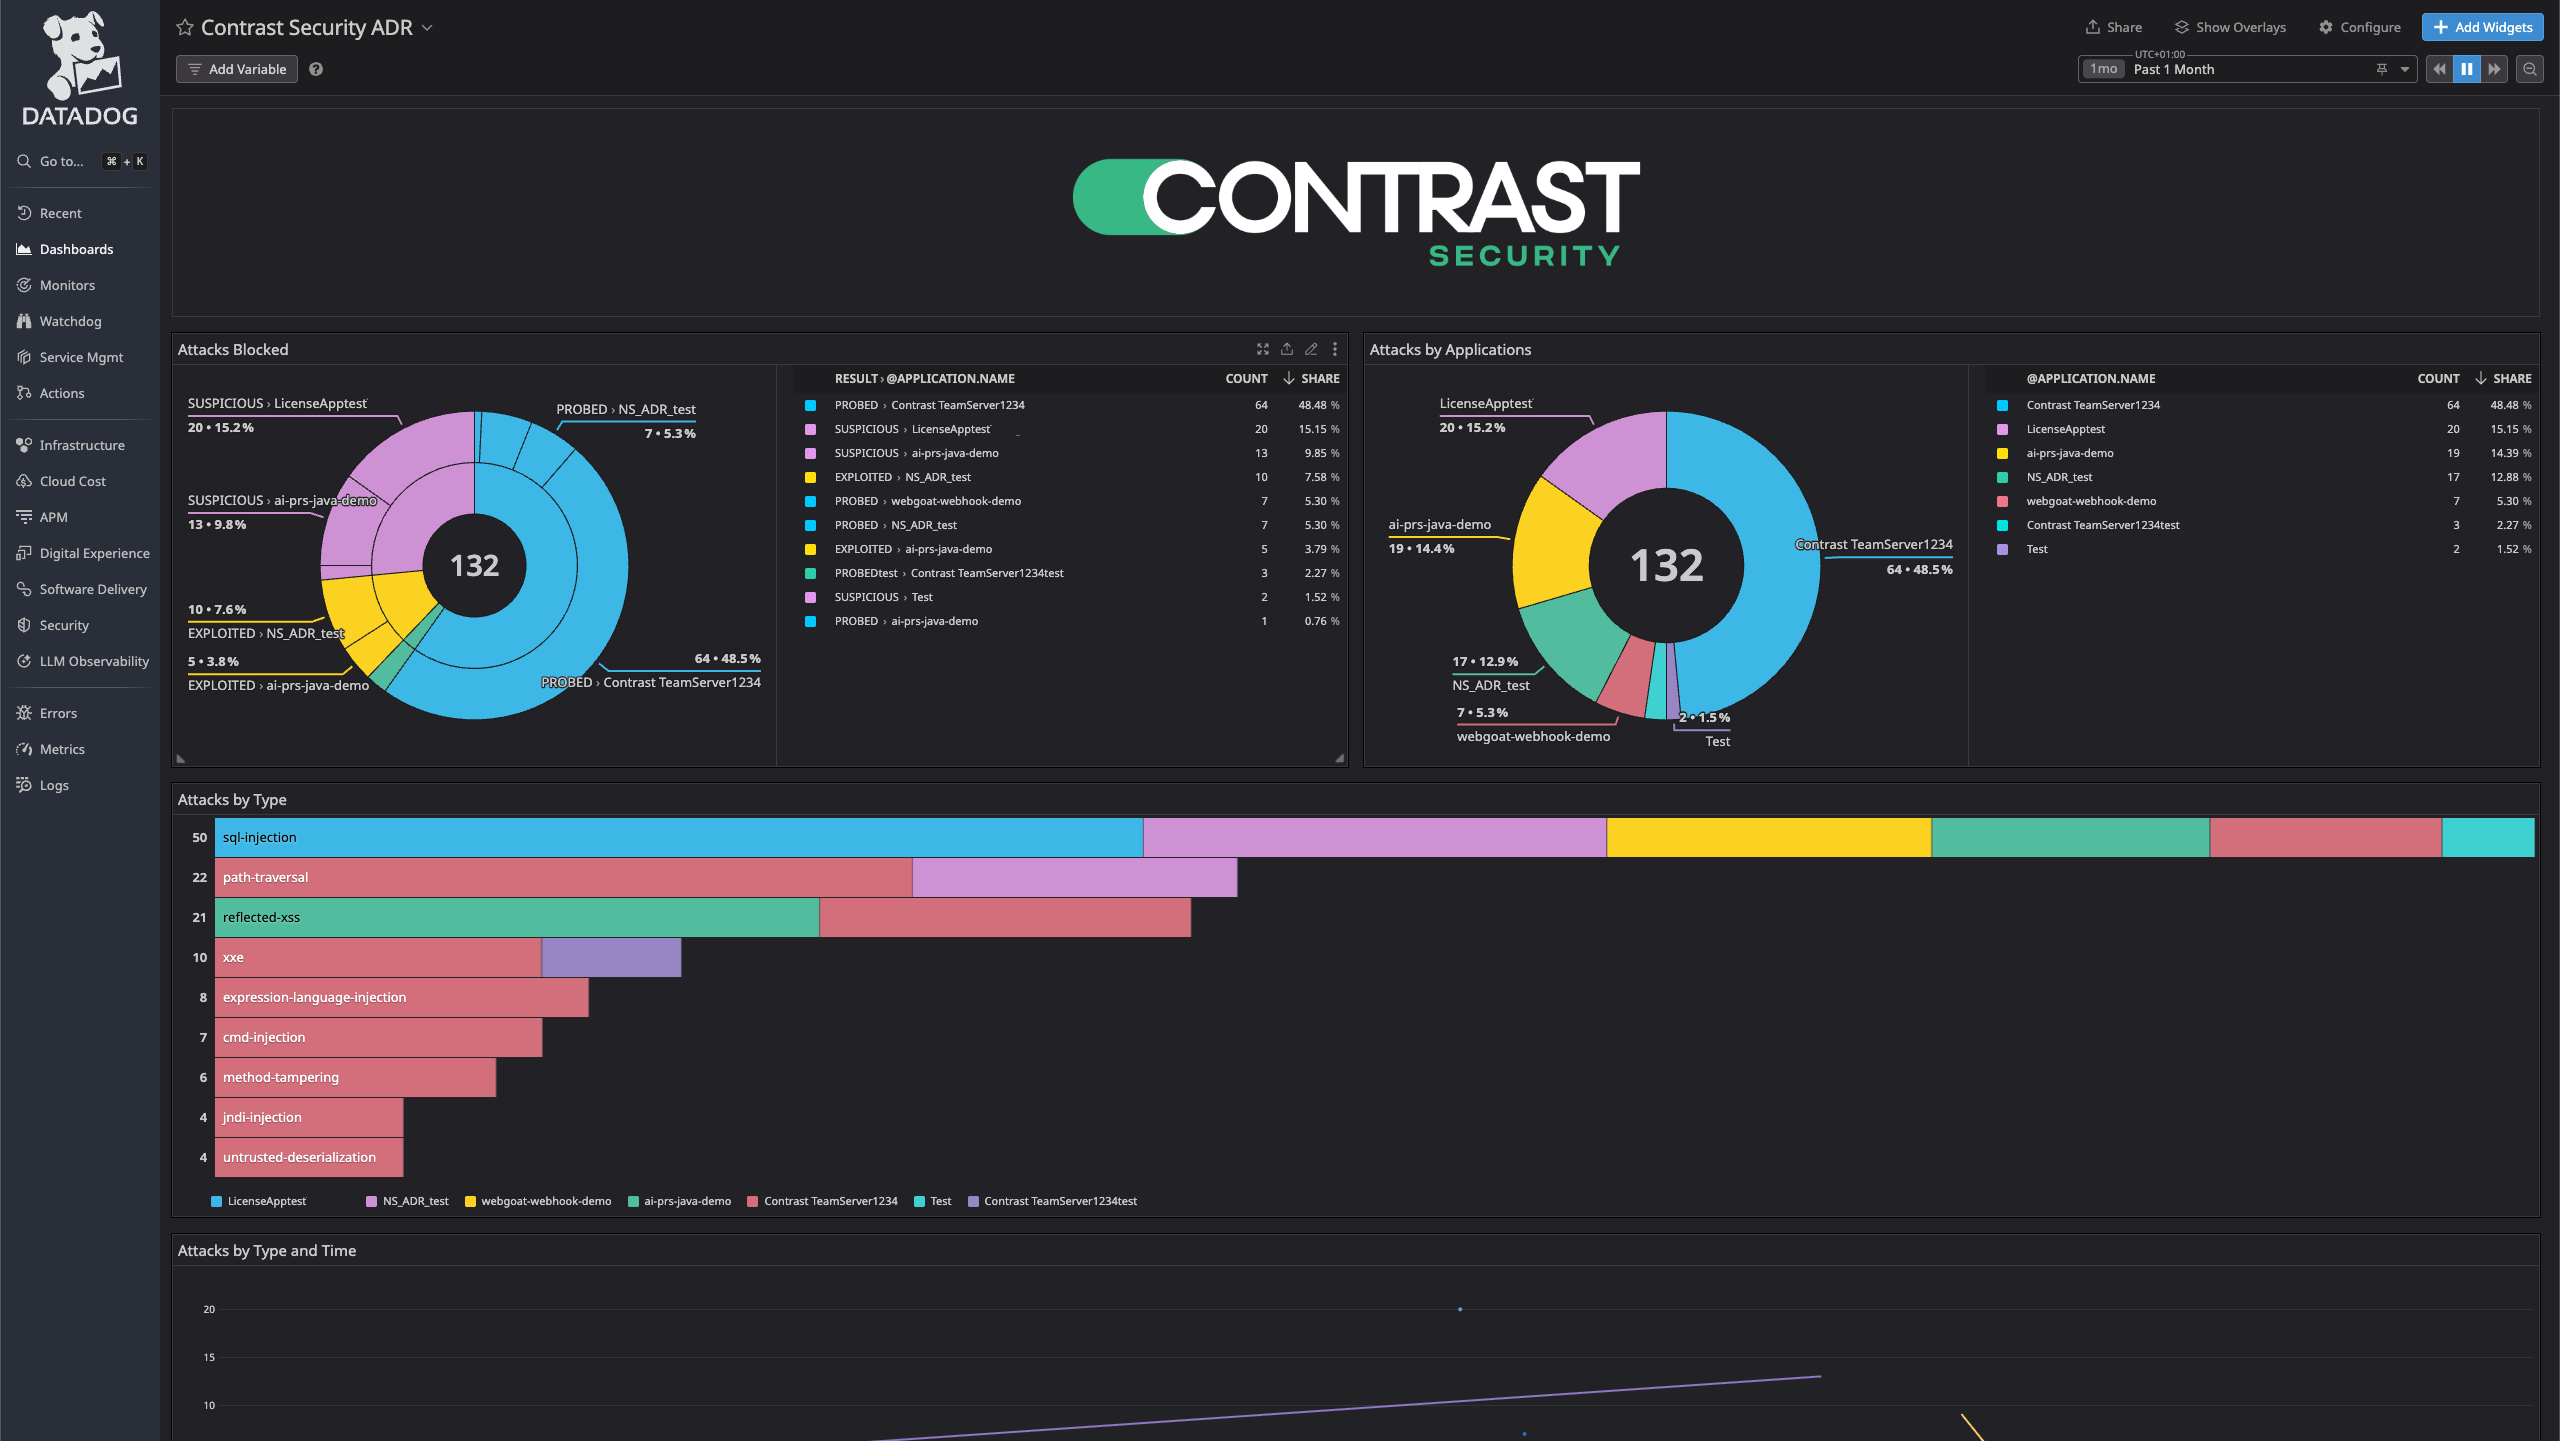 DATADOG
Go to... ⌘ + K
Recent
Dashboards
Monitors
Watchdog
Service Mgmt
Actions
Infrastructure
Cloud Cost
APM
Digital Experience
Software Delivery
Security
LLM Observability
Errors
Metrics
Logs
Contrast Security ADR
Share Show Overlays Configure + Add Widgets
Add Variable ?
UTC+01:00
1mo Past 1 Month
CONTRAST
SECURITY
Attacks Blocked
SUSPICIOUS › LicenseApptest
20 • 15.2%
PROBED › NS_ADR_test
7 • 5.3%
SUSPICIOUS › ai-prs-java-demo
13 • 9.8%
132
10 • 7.6%
EXPLOITED › NS_ADR_test
5 • 3.8%
EXPLOITED › ai-prs-java-demo
64 • 48.5%
PROBED › Contrast TeamServer1234
RESULT › @APPLICATION.NAME COUNT ↓ SHARE
PROBED › Contrast TeamServer1234 64 48.48 %
SUSPICIOUS › LicenseApptest 20 15.15 %
SUSPICIOUS › ai-prs-java-demo 13 9.85 %
EXPLOITED › NS_ADR_test 10 7.58 %
PROBED › webgoat-webhook-demo 7 5.30 %
PROBED › NS_ADR_test 7 5.30 %
EXPLOITED › ai-prs-java-demo 5 3.79 %
PROBEDtest › Contrast TeamServer1234test 3 2.27 %
SUSPICIOUS › Test 2 1.52 %
PROBED › ai-prs-java-demo 1 0.76 %
Attacks by Applications
LicenseApptest
20 • 15.2%
ai-prs-java-demo
19 • 14.4%
132
Contrast TeamServer1234
64 • 48.5%
17 • 12.9%
NS_ADR_test
7 • 5.3%
webgoat-webhook-demo
2 • 1.5%
Test
@APPLICATION.NAME COUNT ↓ SHARE
Contrast TeamServer1234 64 48.48 %
LicenseApptest 20 15.15 %
ai-prs-java-demo 19 14.39 %
NS_ADR_test 17 12.88 %
webgoat-webhook-demo 7 5.30 %
Contrast TeamServer1234test 3 2.27 %
Test 2 1.52 %
Attacks by Type
50 sql-injection
22 path-traversal
21 reflected-xss
10 xxe
8 expression-language-injection
7 cmd-injection
6 method-tampering
4 jndi-injection
4 untrusted-deserialization
LicenseApptest NS_ADR_test webgoat-webhook-demo ai-prs-java-demo Contrast TeamServer1234 Test Contrast TeamServer1234test
Attacks by Type and Time
20
15
10